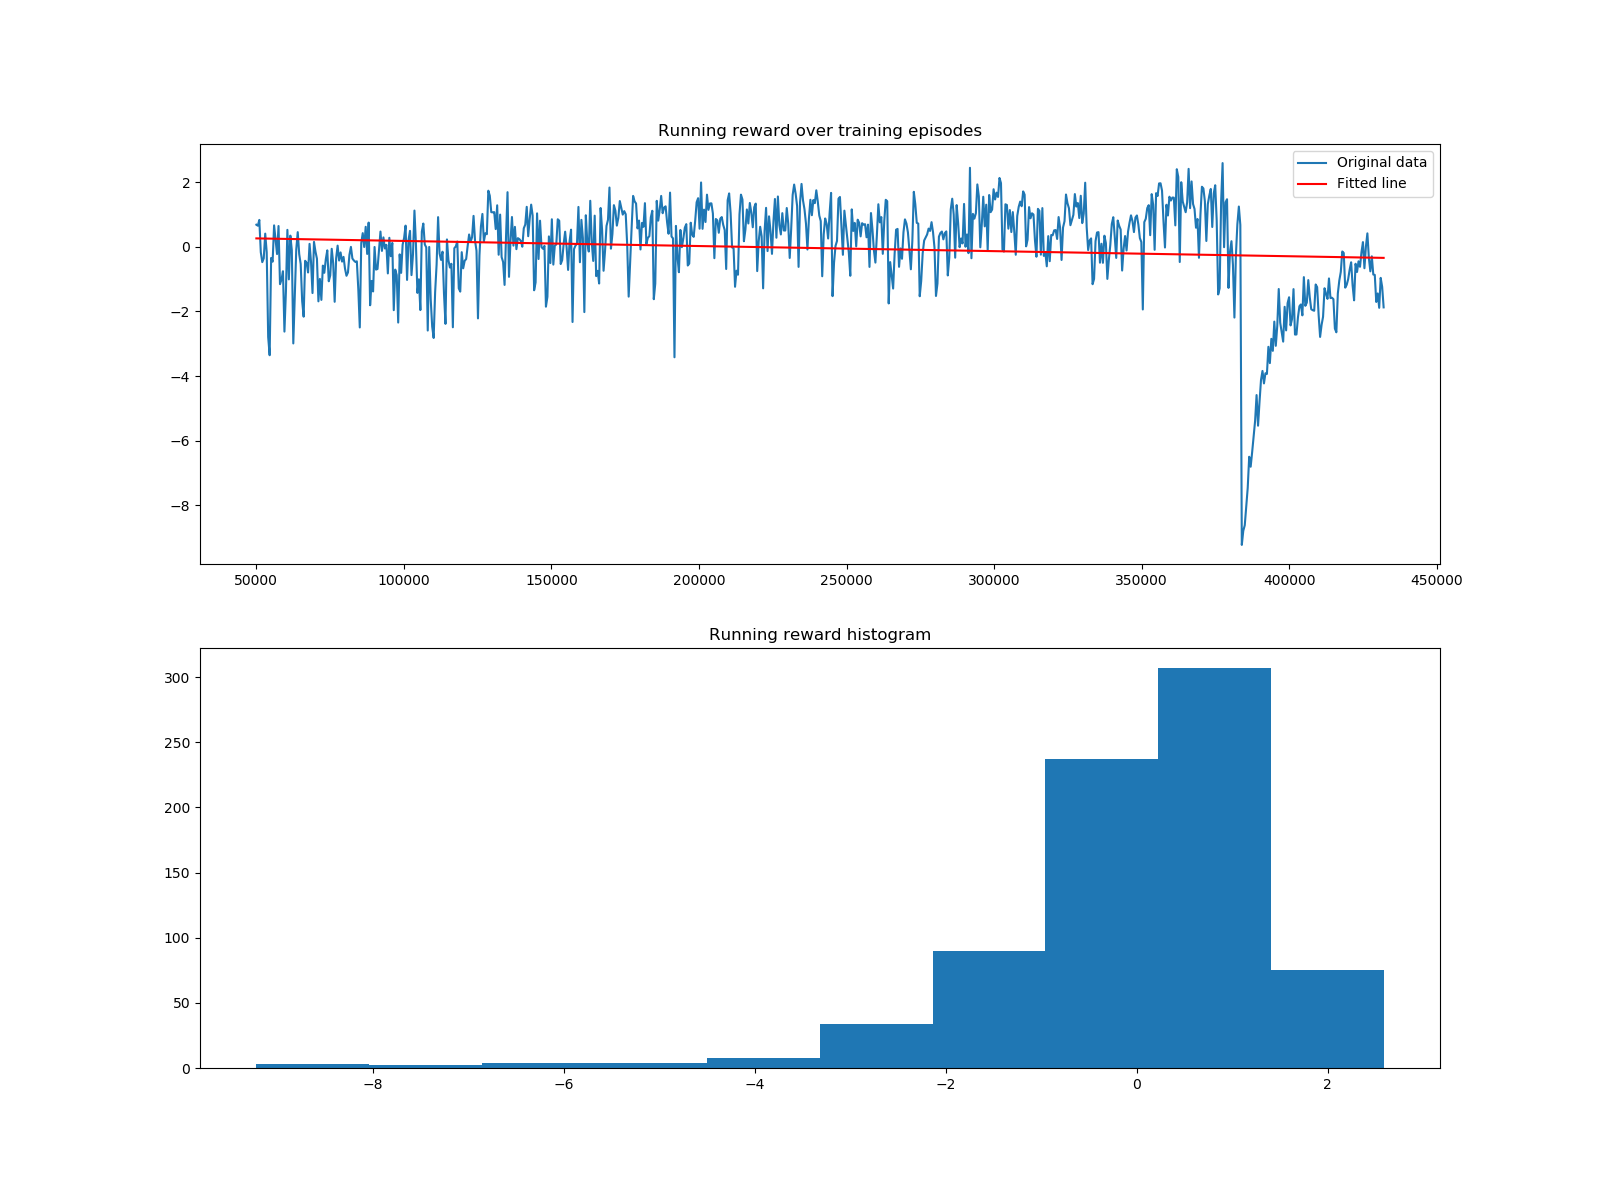 Running reward over training episodes
Original data
Fitted line
2
0
−2
−4
−6
−8
50000 100000 150000 200000 250000 300000 350000 400000 450000
Running reward histogram
300
250
200
150
100
50
0
−8 −6 −4 −2 0 2